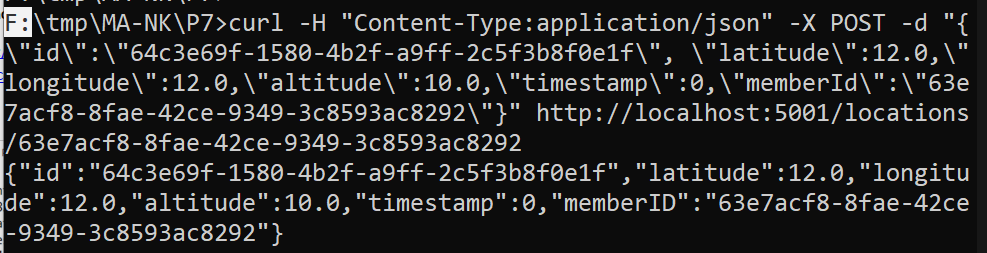 F:\tmp\MA-NK\P7>curl -H "Content-Type:application/json" -X POST -d "{
\"id\":\"64c3e69f-1580-4b2f-a9ff-2c5f3b8f0e1f\", \"latitude\":12.0,\"
longitude\":12.0,\"altitude\":10.0,\"timestamp\":0,\"memberId\":\"63e
7acf8-8fae-42ce-9349-3c8593ac8292\"}" http://localhost:5001/locations
/63e7acf8-8fae-42ce-9349-3c8593ac8292
{"id":"64c3e69f-1580-4b2f-a9ff-2c5f3b8f0e1f","latitude":12.0,"longitu
de":12.0,"altitude":10.0,"timestamp":0,"memberID":"63e7acf8-8fae-42ce
-9349-3c8593ac8292"}